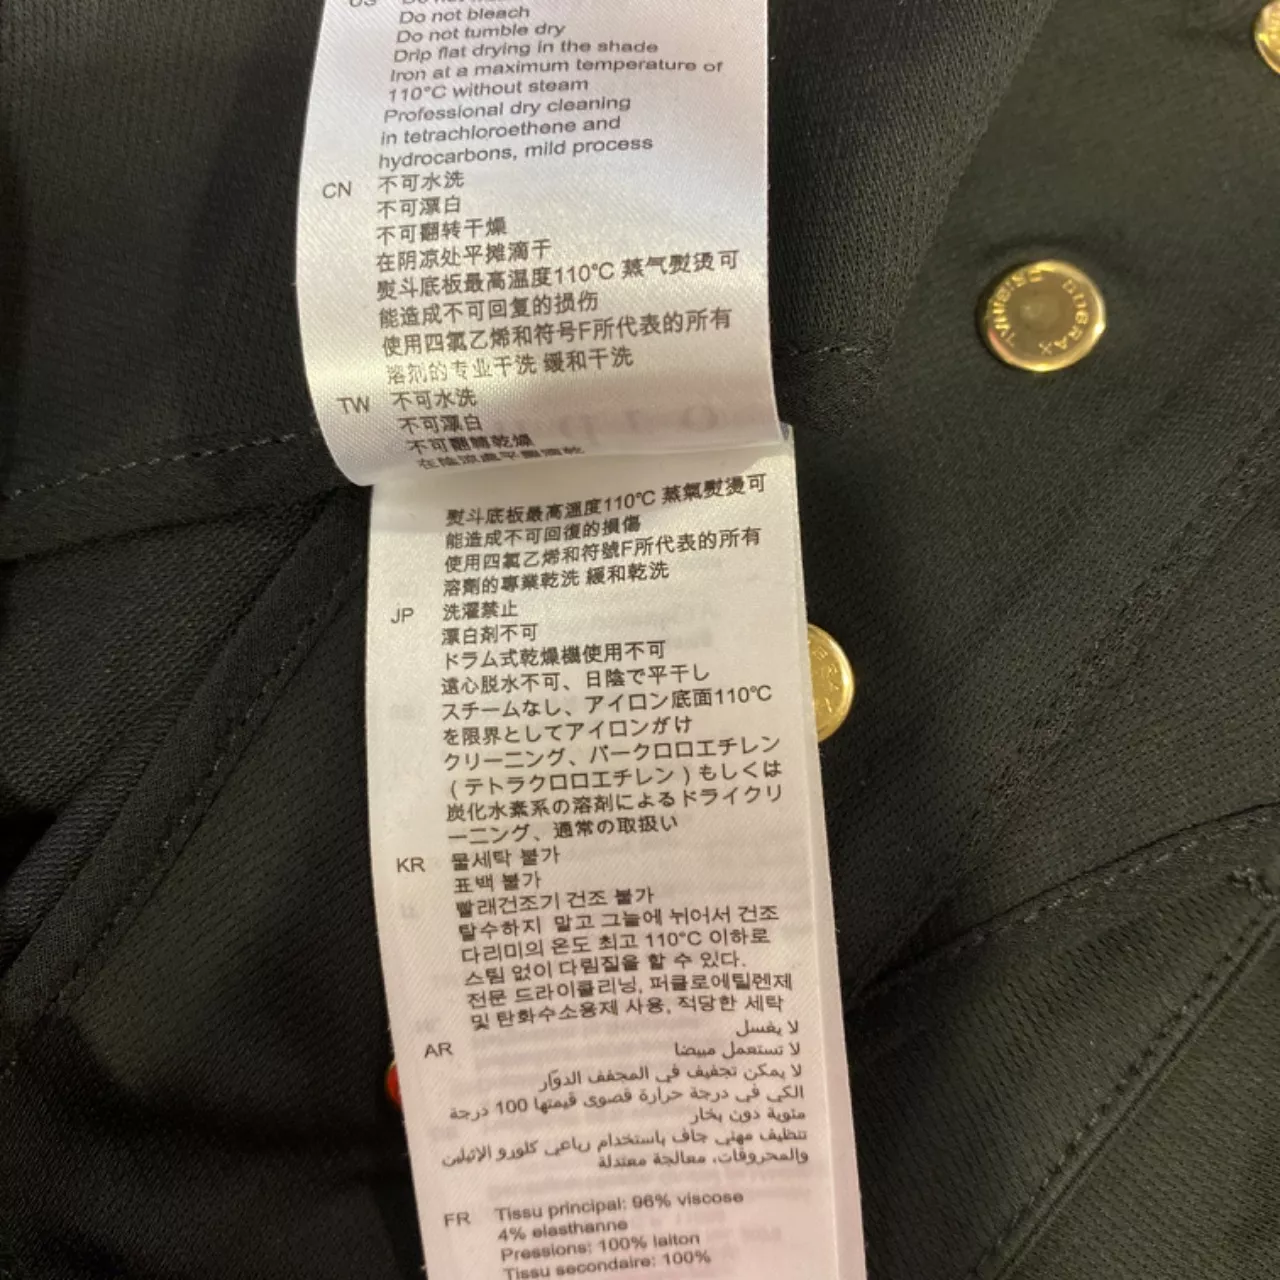 US
Do not bleach
Do not tumble dry
Drip flat drying in the shade
Iron at a maximum temperature of
110°C without steam
Professional dry cleaning
in tetrachloroethene and
hydrocarbons, mild process
CN 不可水洗
不可漂白
不可翻转干燥
在阴凉处平摊滴干
熨斗底板最高温度110°C 蒸气熨烫可
能造成不可回复的损伤
使用四氯乙烯和符号F所代表的所有
溶剂的专业干洗 缓和干洗
TW 不可水洗
不可漂白
不可翻轉乾燥
在陰涼處平攤滴乾
熨斗底板最高溫度110°C 蒸氣熨燙可
能造成不可回復的損傷
使用四氯乙烯和符號F所代表的所有
溶劑的專業乾洗 緩和乾洗
JP 洗濯禁止
漂白剤不可
ドラム式乾燥機使用不可
遠心脱水不可、日陰で平干し
スチームなし、アイロン底面110°C
を限界としてアイロンがけ
クリーニング、パークロロエチレン
(テトラクロロエチレン)もしくは
炭化水素系の溶剤によるドライクリ
ーニング、通常の取扱い
KR 물세탁 불가
표백 불가
빨래건조기 건조 불가
탈수하지 말고 그늘에 뉘어서 건조
다리미의 온도 최고 110°C 이하로
스팀 없이 다림질을 할 수 있다.
전문 드라이클리닝, 퍼클로에틸렌제
및 탄화수소용제 사용, 적당한 세탁
AR لا يغسل
لا تستعمل مبيضا
لا يمكن تجفيف في المجفف الدوّار
الكي في درجة حرارة قصوى قيمتها 100 درجة
مئوية دون بخار
تنظيف مهني جاف باستخدام رباعي كلورو الإثيلين
والمحروقات، معالجة معتدلة
FR Tissu principal: 96% viscose
4% elasthanne
Pressions: 100% laiton
Tissu secondaire: 100%